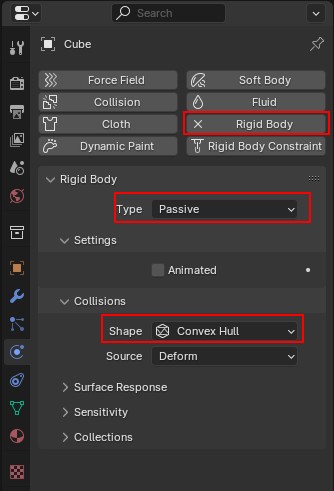 Search
Cube
Force Field
Soft Body
Collision
Fluid
Cloth
Rigid Body
Dynamic Paint
Rigid Body Constraint
Rigid Body
Type Passive
Settings
Animated
Collisions
Shape Convex Hull
Source Deform
Surface Response
Sensitivity
Collections